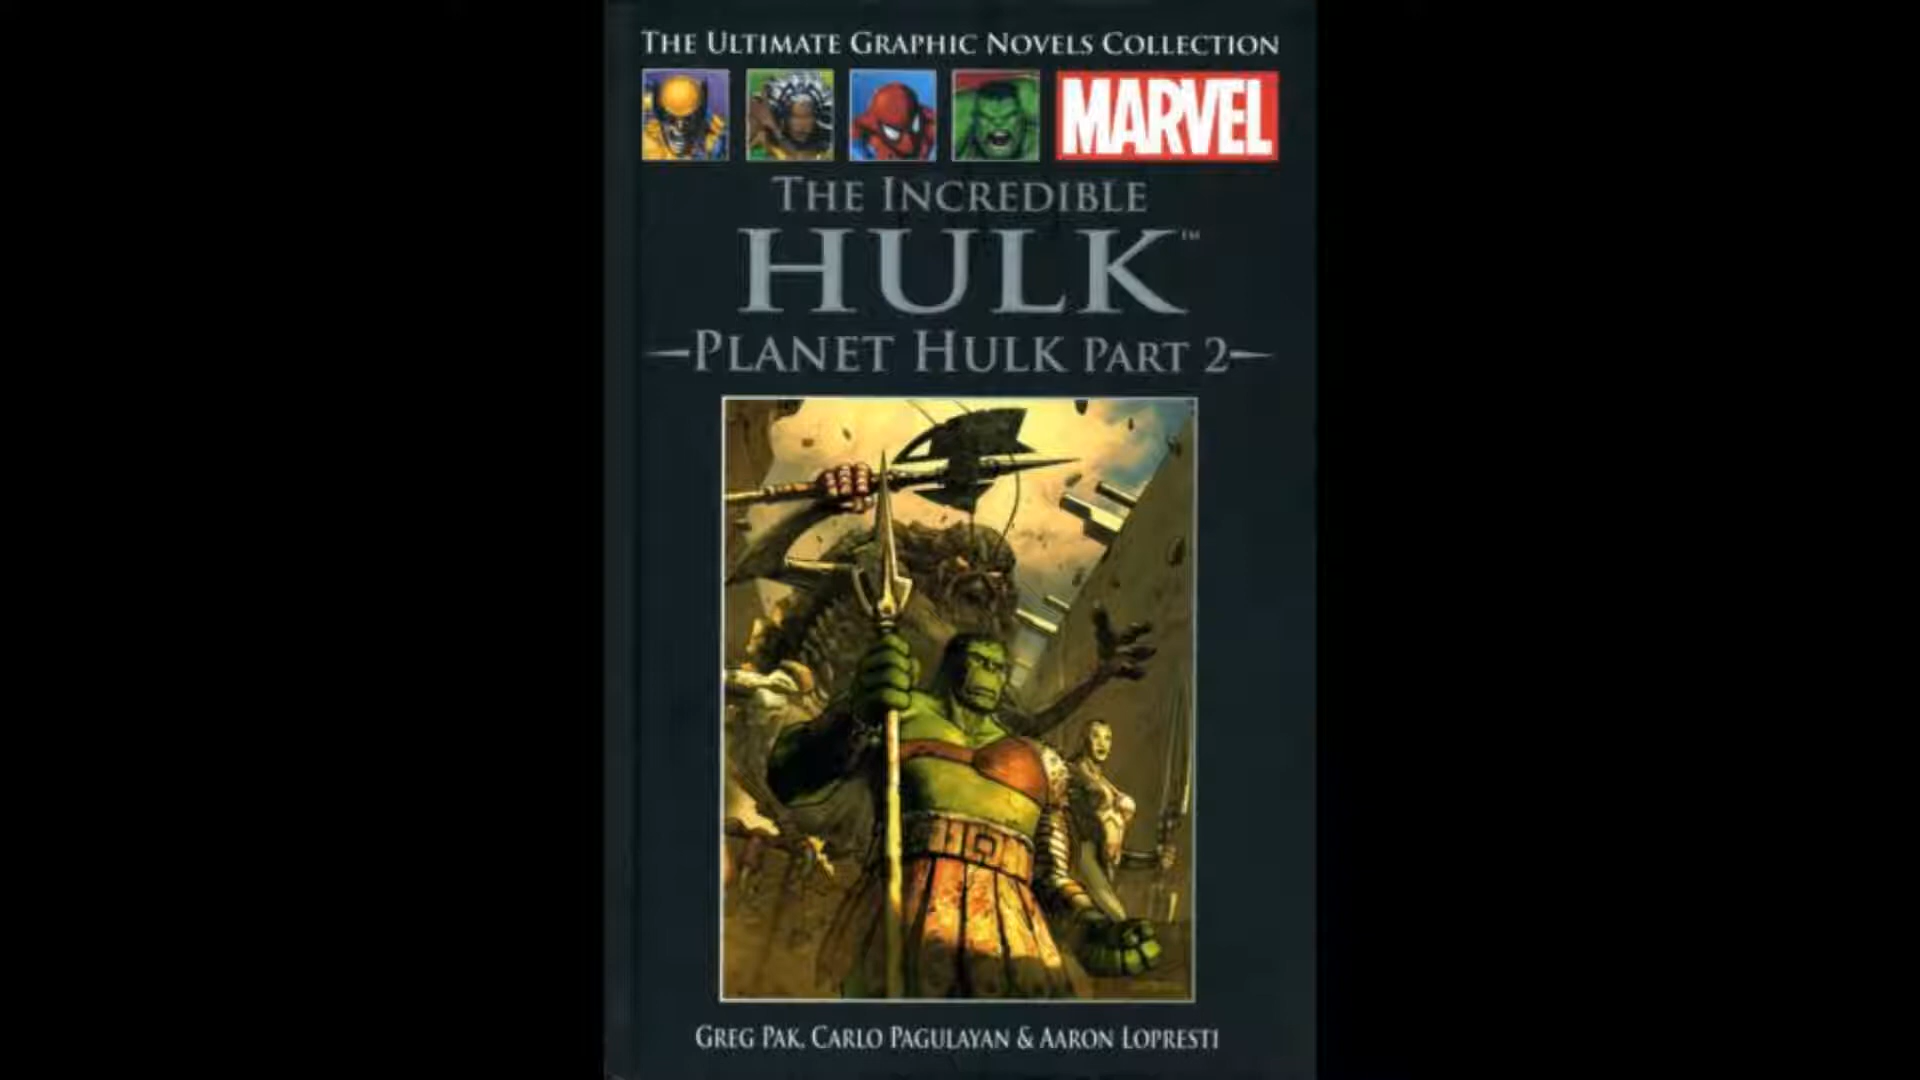 THE ULTIMATE GRAPHIC NOVELS COLLECTION
MARVEL
THE INCREDIBLE
HULK™
PLANET HULK PART 2
GREG PAK, CARLO PAGULAYAN & AARON LOPRESTI